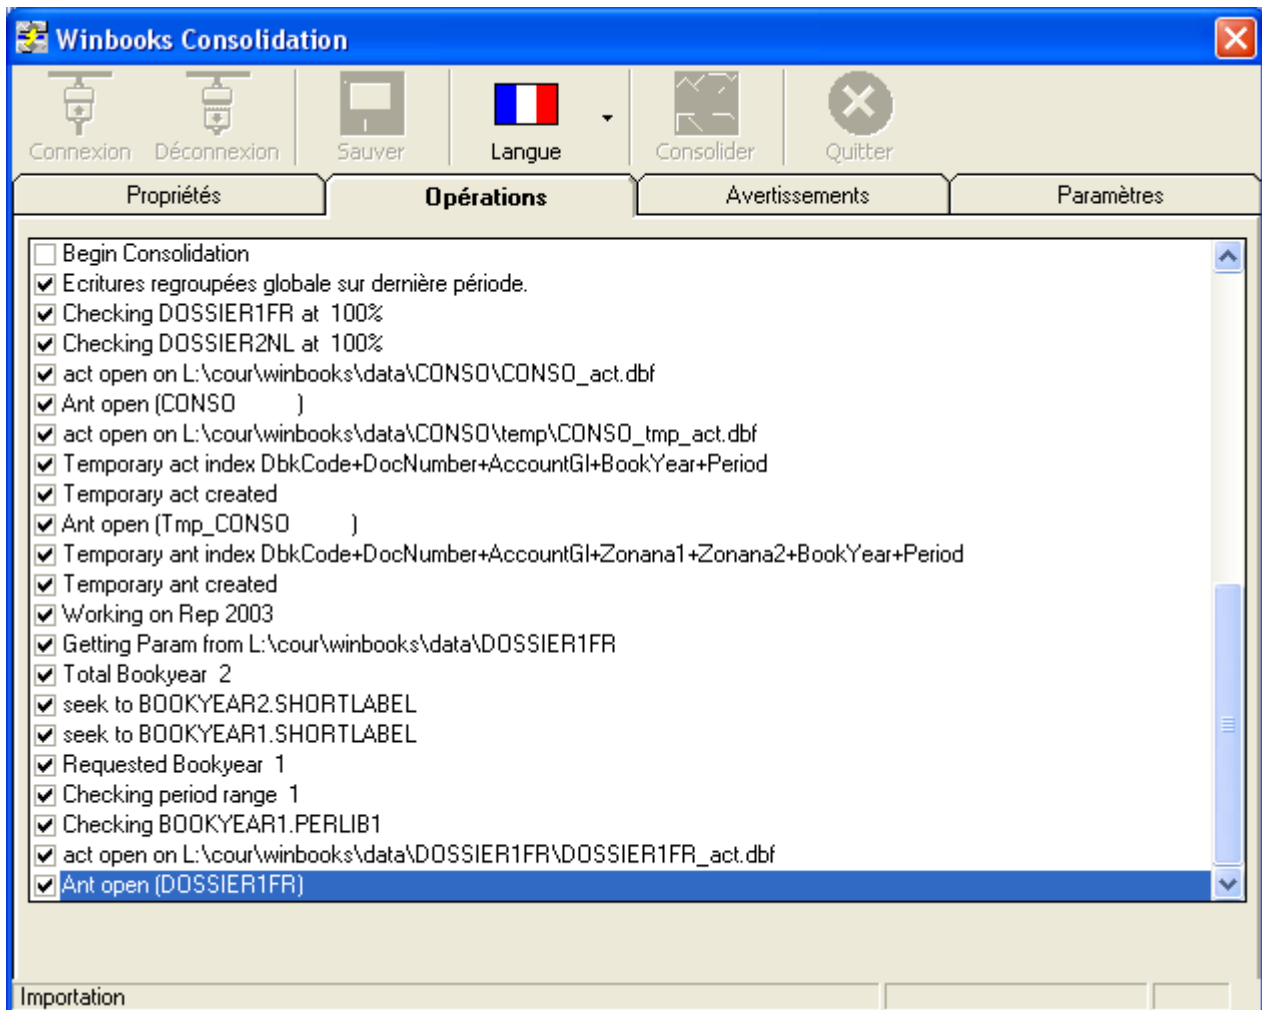 Winbooks Consolidation
Connexion Déconnexion Sauver Langue Consolider Quitter
Propriétés Opérations Avertissements Paramètres
Begin Consolidation
Ecritures regroupées globale sur dernière période.
Checking DOSSIER1FR at 100%
Checking DOSSIER2NL at 100%
act open on L:\cour\winbooks\data\CONSO\CONSO_act.dbf
Ant open (CONSO )
act open on L:\cour\winbooks\data\CONSO\temp\CONSO_tmp_act.dbf
Temporary act index DbkCode+DocNumber+AccountGl+BookYear+Period
Temporary act created
Ant open (Tmp_CONSO )
Temporary ant index DbkCode+DocNumber+AccountGl+Zonana1+Zonana2+BookYear+Period
Temporary ant created
Working on Rep 2003
Getting Param from L:\cour\winbooks\data\DOSSIER1FR
Total Bookyear 2
seek to BOOKYEAR2.SHORTLABEL
seek to BOOKYEAR1.SHORTLABEL
Requested Bookyear 1
Checking period range 1
Checking BOOKYEAR1.PERLIB1
act open on L:\cour\winbooks\data\DOSSIER1FR\DOSSIER1FR_act.dbf
Ant open (DOSSIER1FR)
Importation